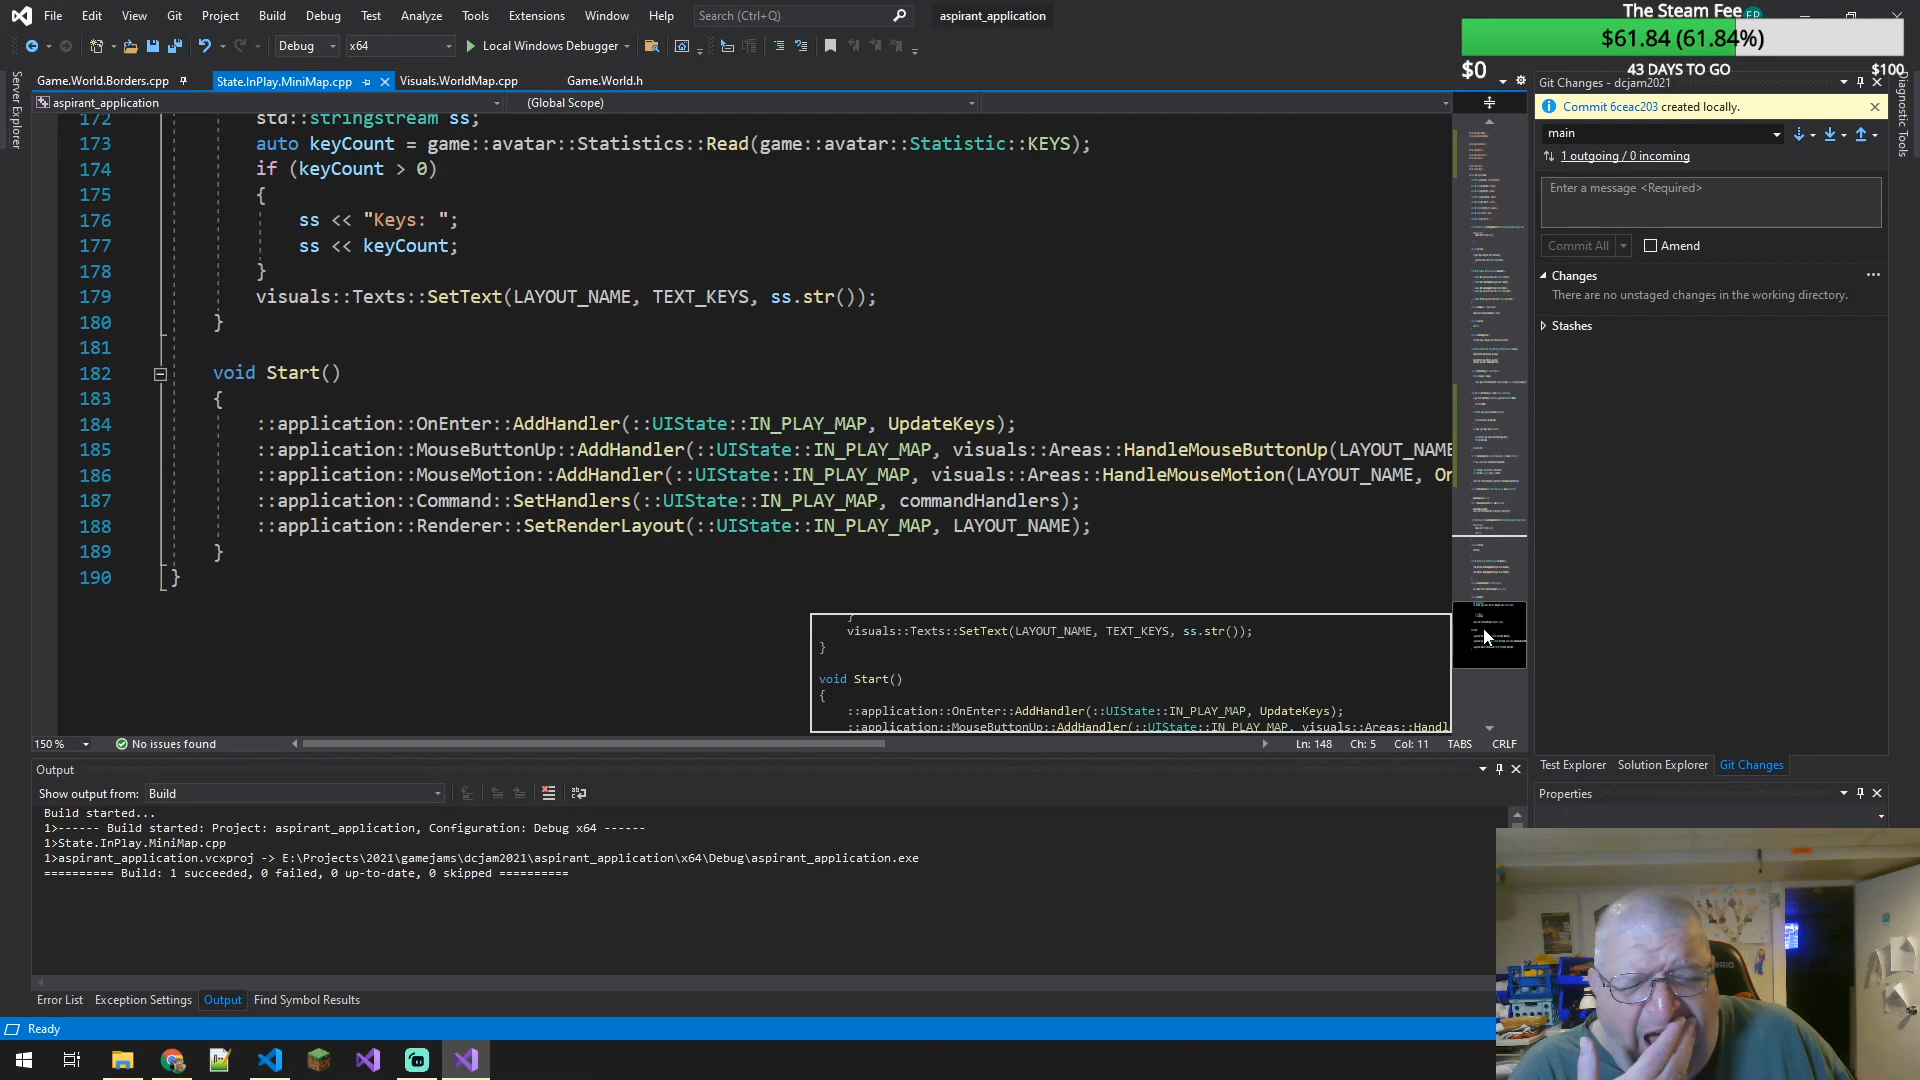 File Edit View Git Project Build Debug Test Analyze Tools Extensions Window Help Search (Ctrl+Q) aspirant_application
The Steam Fee
$61.84 (61.84%)
$0 43 DAYS TO GO $100
Debug x64 Local Windows Debugger
Server Explorer
Game.World.Borders.cpp State.InPlay.MiniMap.cpp Visuals.WorldMap.cpp Game.World.h
aspirant_application (Global Scope)
172 std::stringstream ss;
173 auto keyCount = game::avatar::Statistics::Read(game::avatar::Statistic::KEYS);
174 if (keyCount > 0)
175 {
176 ss << "Keys: ";
177 ss << keyCount;
178 }
179 visuals::Texts::SetText(LAYOUT_NAME, TEXT_KEYS, ss.str());
180 }
181
182 void Start()
183 {
184 ::application::OnEnter::AddHandler(::UIState::IN_PLAY_MAP, UpdateKeys);
185 ::application::MouseButtonUp::AddHandler(::UIState::IN_PLAY_MAP, visuals::Areas::HandleMouseButtonUp(LAYOUT_NAME
186 ::application::MouseMotion::AddHandler(::UIState::IN_PLAY_MAP, visuals::Areas::HandleMouseMotion(LAYOUT_NAME, On
187 ::application::Command::SetHandlers(::UIState::IN_PLAY_MAP, commandHandlers);
188 ::application::Renderer::SetRenderLayout(::UIState::IN_PLAY_MAP, LAYOUT_NAME);
189 }
190 }
}
visuals::Texts::SetText(LAYOUT_NAME, TEXT_KEYS, ss.str());
}
void Start()
{
::application::OnEnter::AddHandler(::UIState::IN_PLAY_MAP, UpdateKeys);
::application::MouseButtonUp::AddHandler(::UIState::IN_PLAY_MAP, visuals::Areas::Handl
150 % No issues found Ln: 148 Ch: 5 Col: 11 TABS CRLF
Output
Show output from: Build
Build started...
1>------ Build started: Project: aspirant_application, Configuration: Debug x64 ------
1>State.InPlay.MiniMap.cpp
1>aspirant_application.vcxproj -> E:\Projects\2021\gamejams\dcjam2021\aspirant_application\x64\Debug\aspirant_application.exe
========== Build: 1 succeeded, 0 failed, 0 up-to-date, 0 skipped ==========
Error List Exception Settings Output Find Symbol Results
Ready
Git Changes - dcjam2021
Commit 6ceac203 created locally.
main
1 outgoing / 0 incoming
Enter a message <Required>
Commit All Amend
Changes
There are no unstaged changes in the working directory.
Stashes
Test Explorer Solution Explorer Git Changes
Properties
Diagnostic Tools